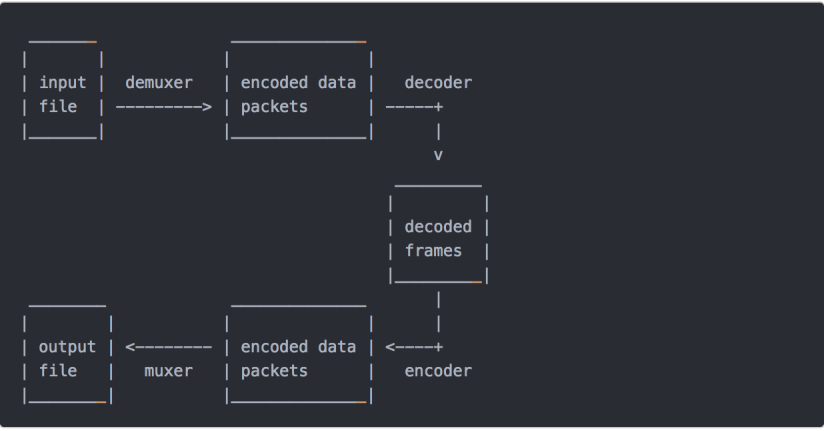 _______              ______________
|       |            |              |
| input |  demuxer   | encoded data |   decoder
| file  | ---------> | packets      | -----+
|_______|            |______________|      |
                                           v
                                       _________
                                      |         |
                                      | decoded |
                                      | frames  |
                                      |_________|
 ________             ______________       |
|        |           |              |      |
| output | <-------- | encoded data | <----+
| file   |   muxer   | packets      |   encoder
|________|           |______________|